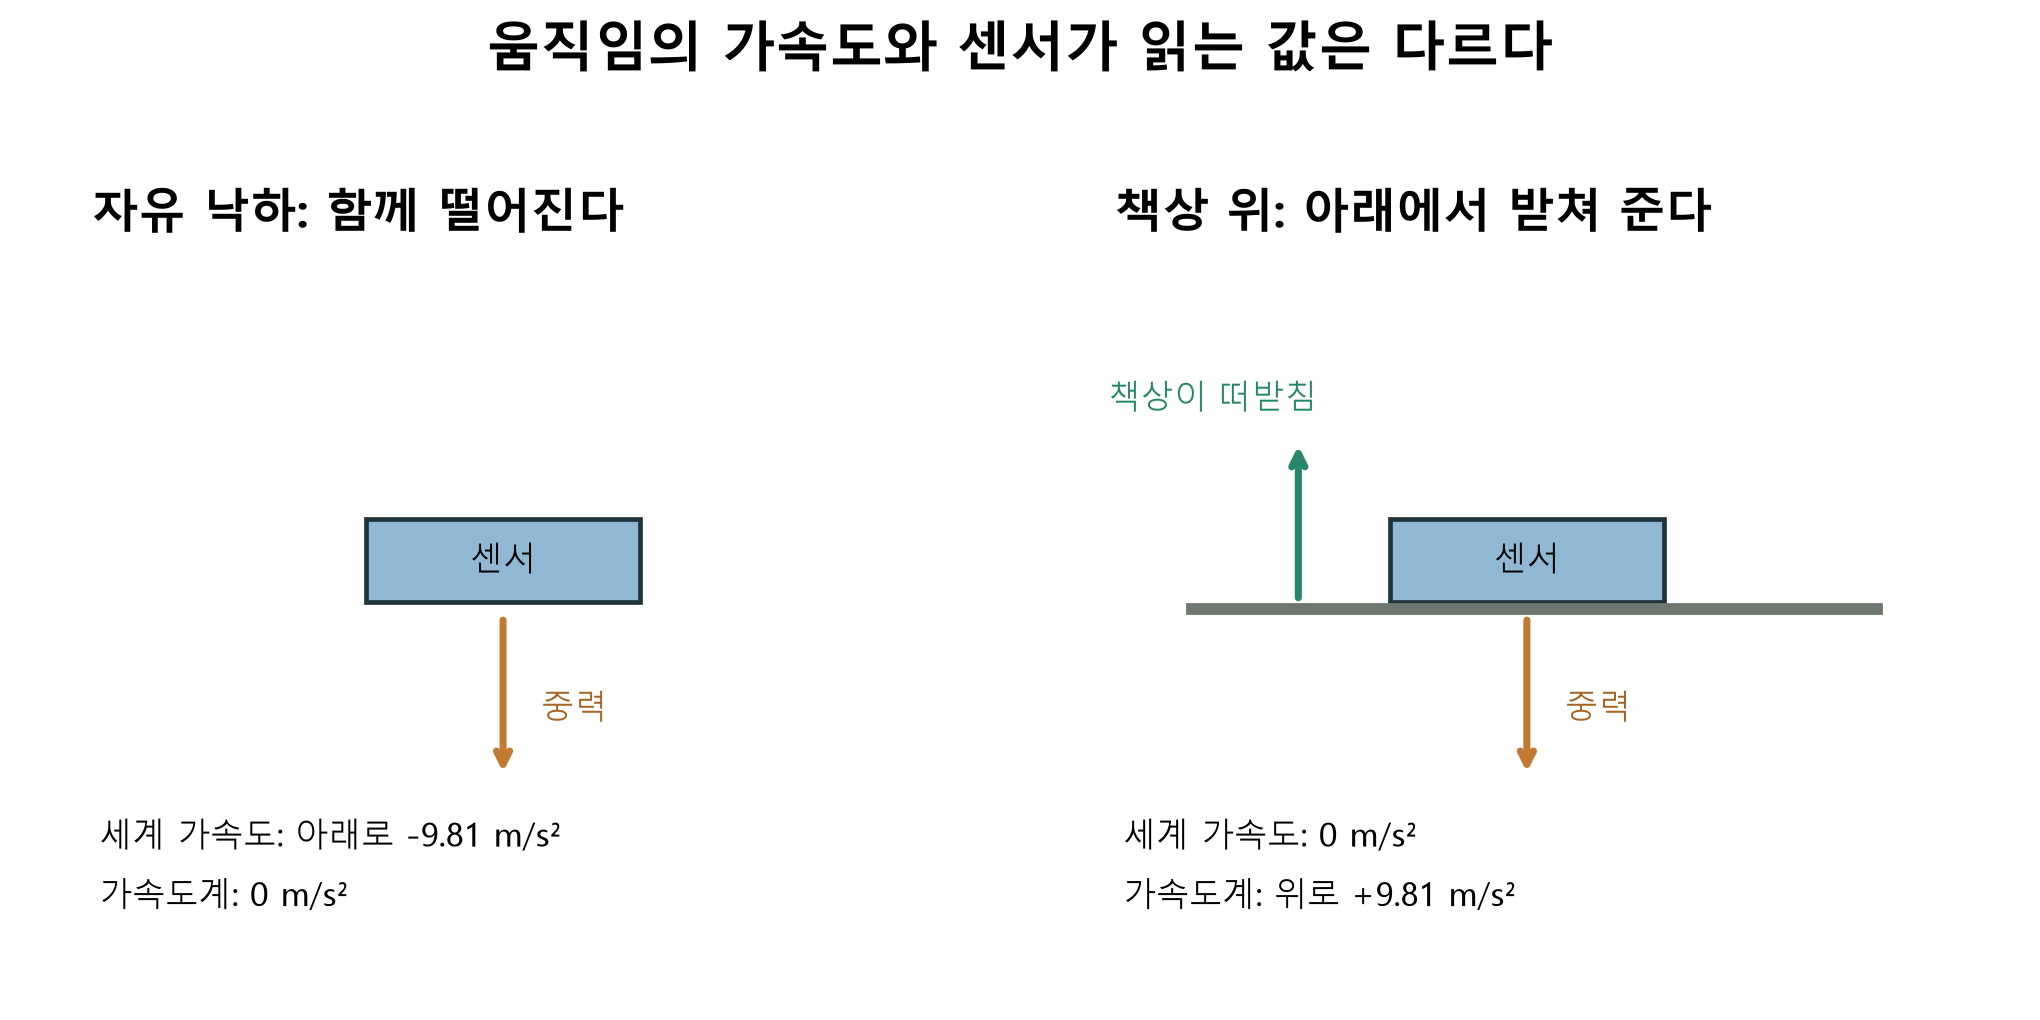 움직임의 가속도와 센서가 읽는 값은 다르다
자유 낙하: 함께 떨어진다
센서
중력
세계 가속도: 아래로 -9.81 m/s²
가속도계: 0 m/s²
책상 위: 아래에서 받쳐 준다
책상이 떠받침
센서
중력
세계 가속도: 0 m/s²
가속도계: 위로 +9.81 m/s²